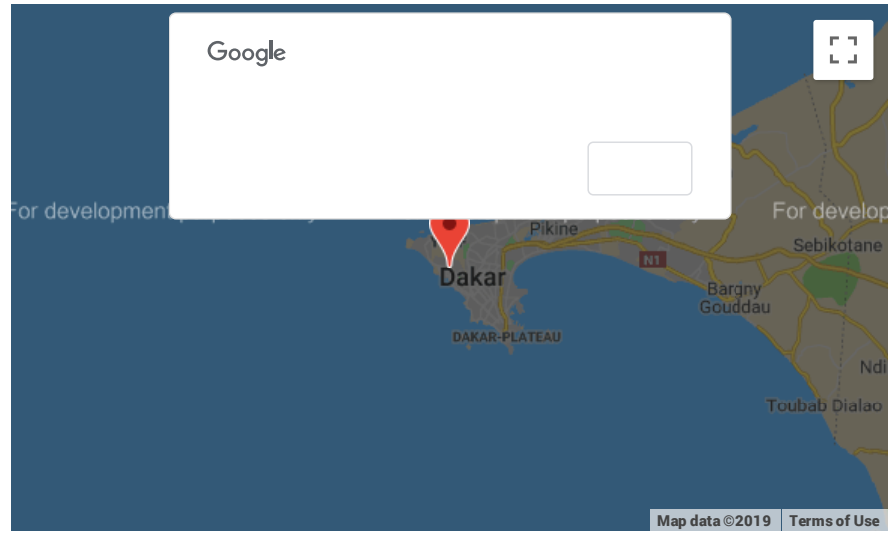 Google
For development
For develop
Pikine
Sebikotane
N1
Dakar
Bargny
Gouddau
DAKAR-PLATEAU
Ndi
Toubab Dialao
Map data ©2019
Terms of Use